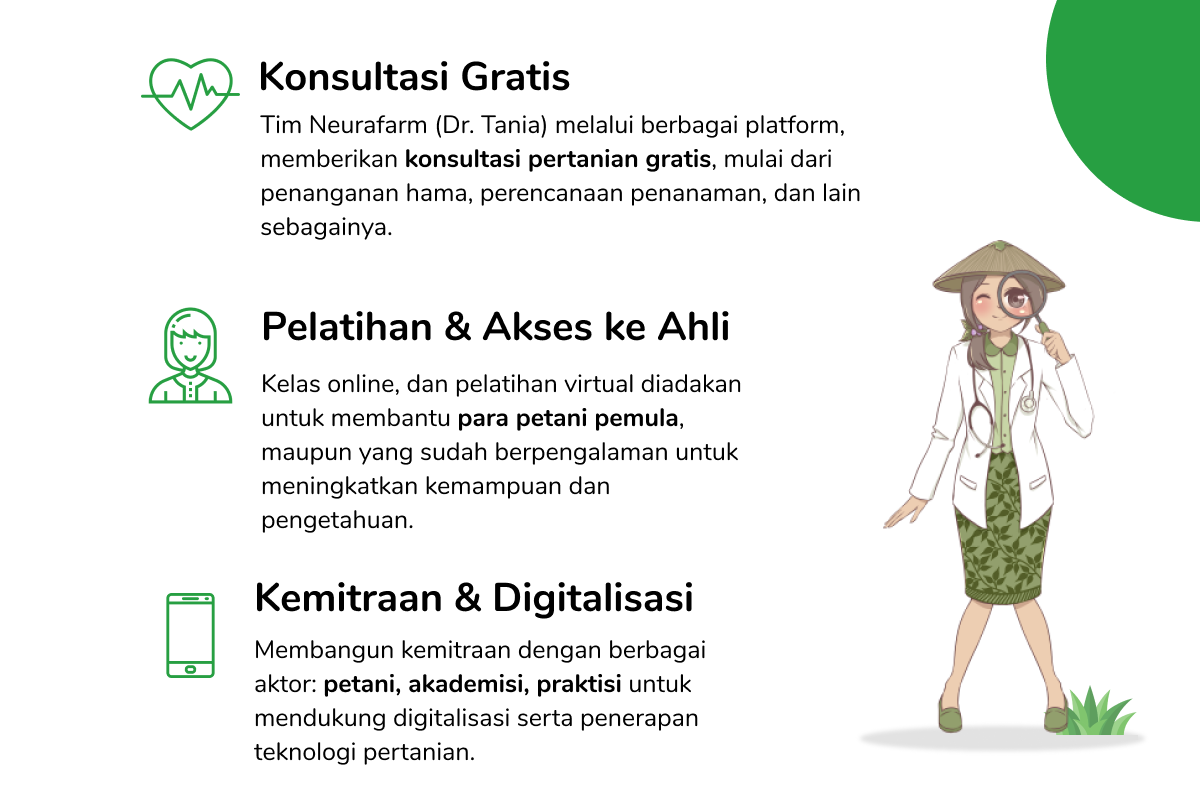 Konsultasi Gratis
Tim Neurafarm (Dr. Tania) melalui berbagai platform,
memberikan konsultasi pertanian gratis, mulai dari
penanganan hama, perencanaan penanaman, dan lain
sebagainya.
Pelatihan & Akses ke Ahli
Kelas online, dan pelatihan virtual diadakan
untuk membantu para petani pemula,
maupun yang sudah berpengalaman untuk
meningkatkan kemampuan dan
pengetahuan.
Kemitraan & Digitalisasi
Membangun kemitraan dengan berbagai
aktor: petani, akademisi, praktisi untuk
mendukung digitalisasi serta penerapan
teknologi pertanian.